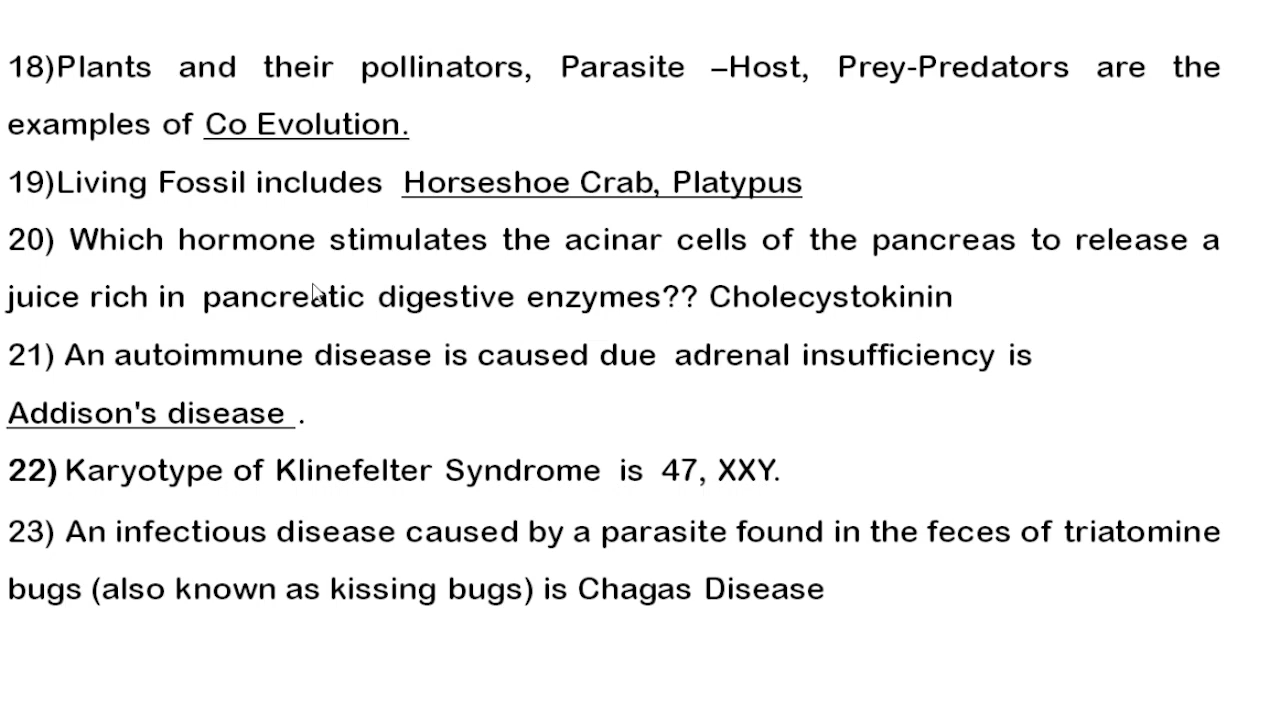 18)Plants and their pollinators, Parasite –Host, Prey-Predators are the
examples of Co Evolution.
19)Living Fossil includes Horseshoe Crab, Platypus
20) Which hormone stimulates the acinar cells of the pancreas to release a
juice rich in pancreatic digestive enzymes?? Cholecystokinin
21) An autoimmune disease is caused due adrenal insufficiency is
Addison's disease .
22) Karyotype of Klinefelter Syndrome is 47, XXY.
23) An infectious disease caused by a parasite found in the feces of triatomine
bugs (also known as kissing bugs) is Chagas Disease